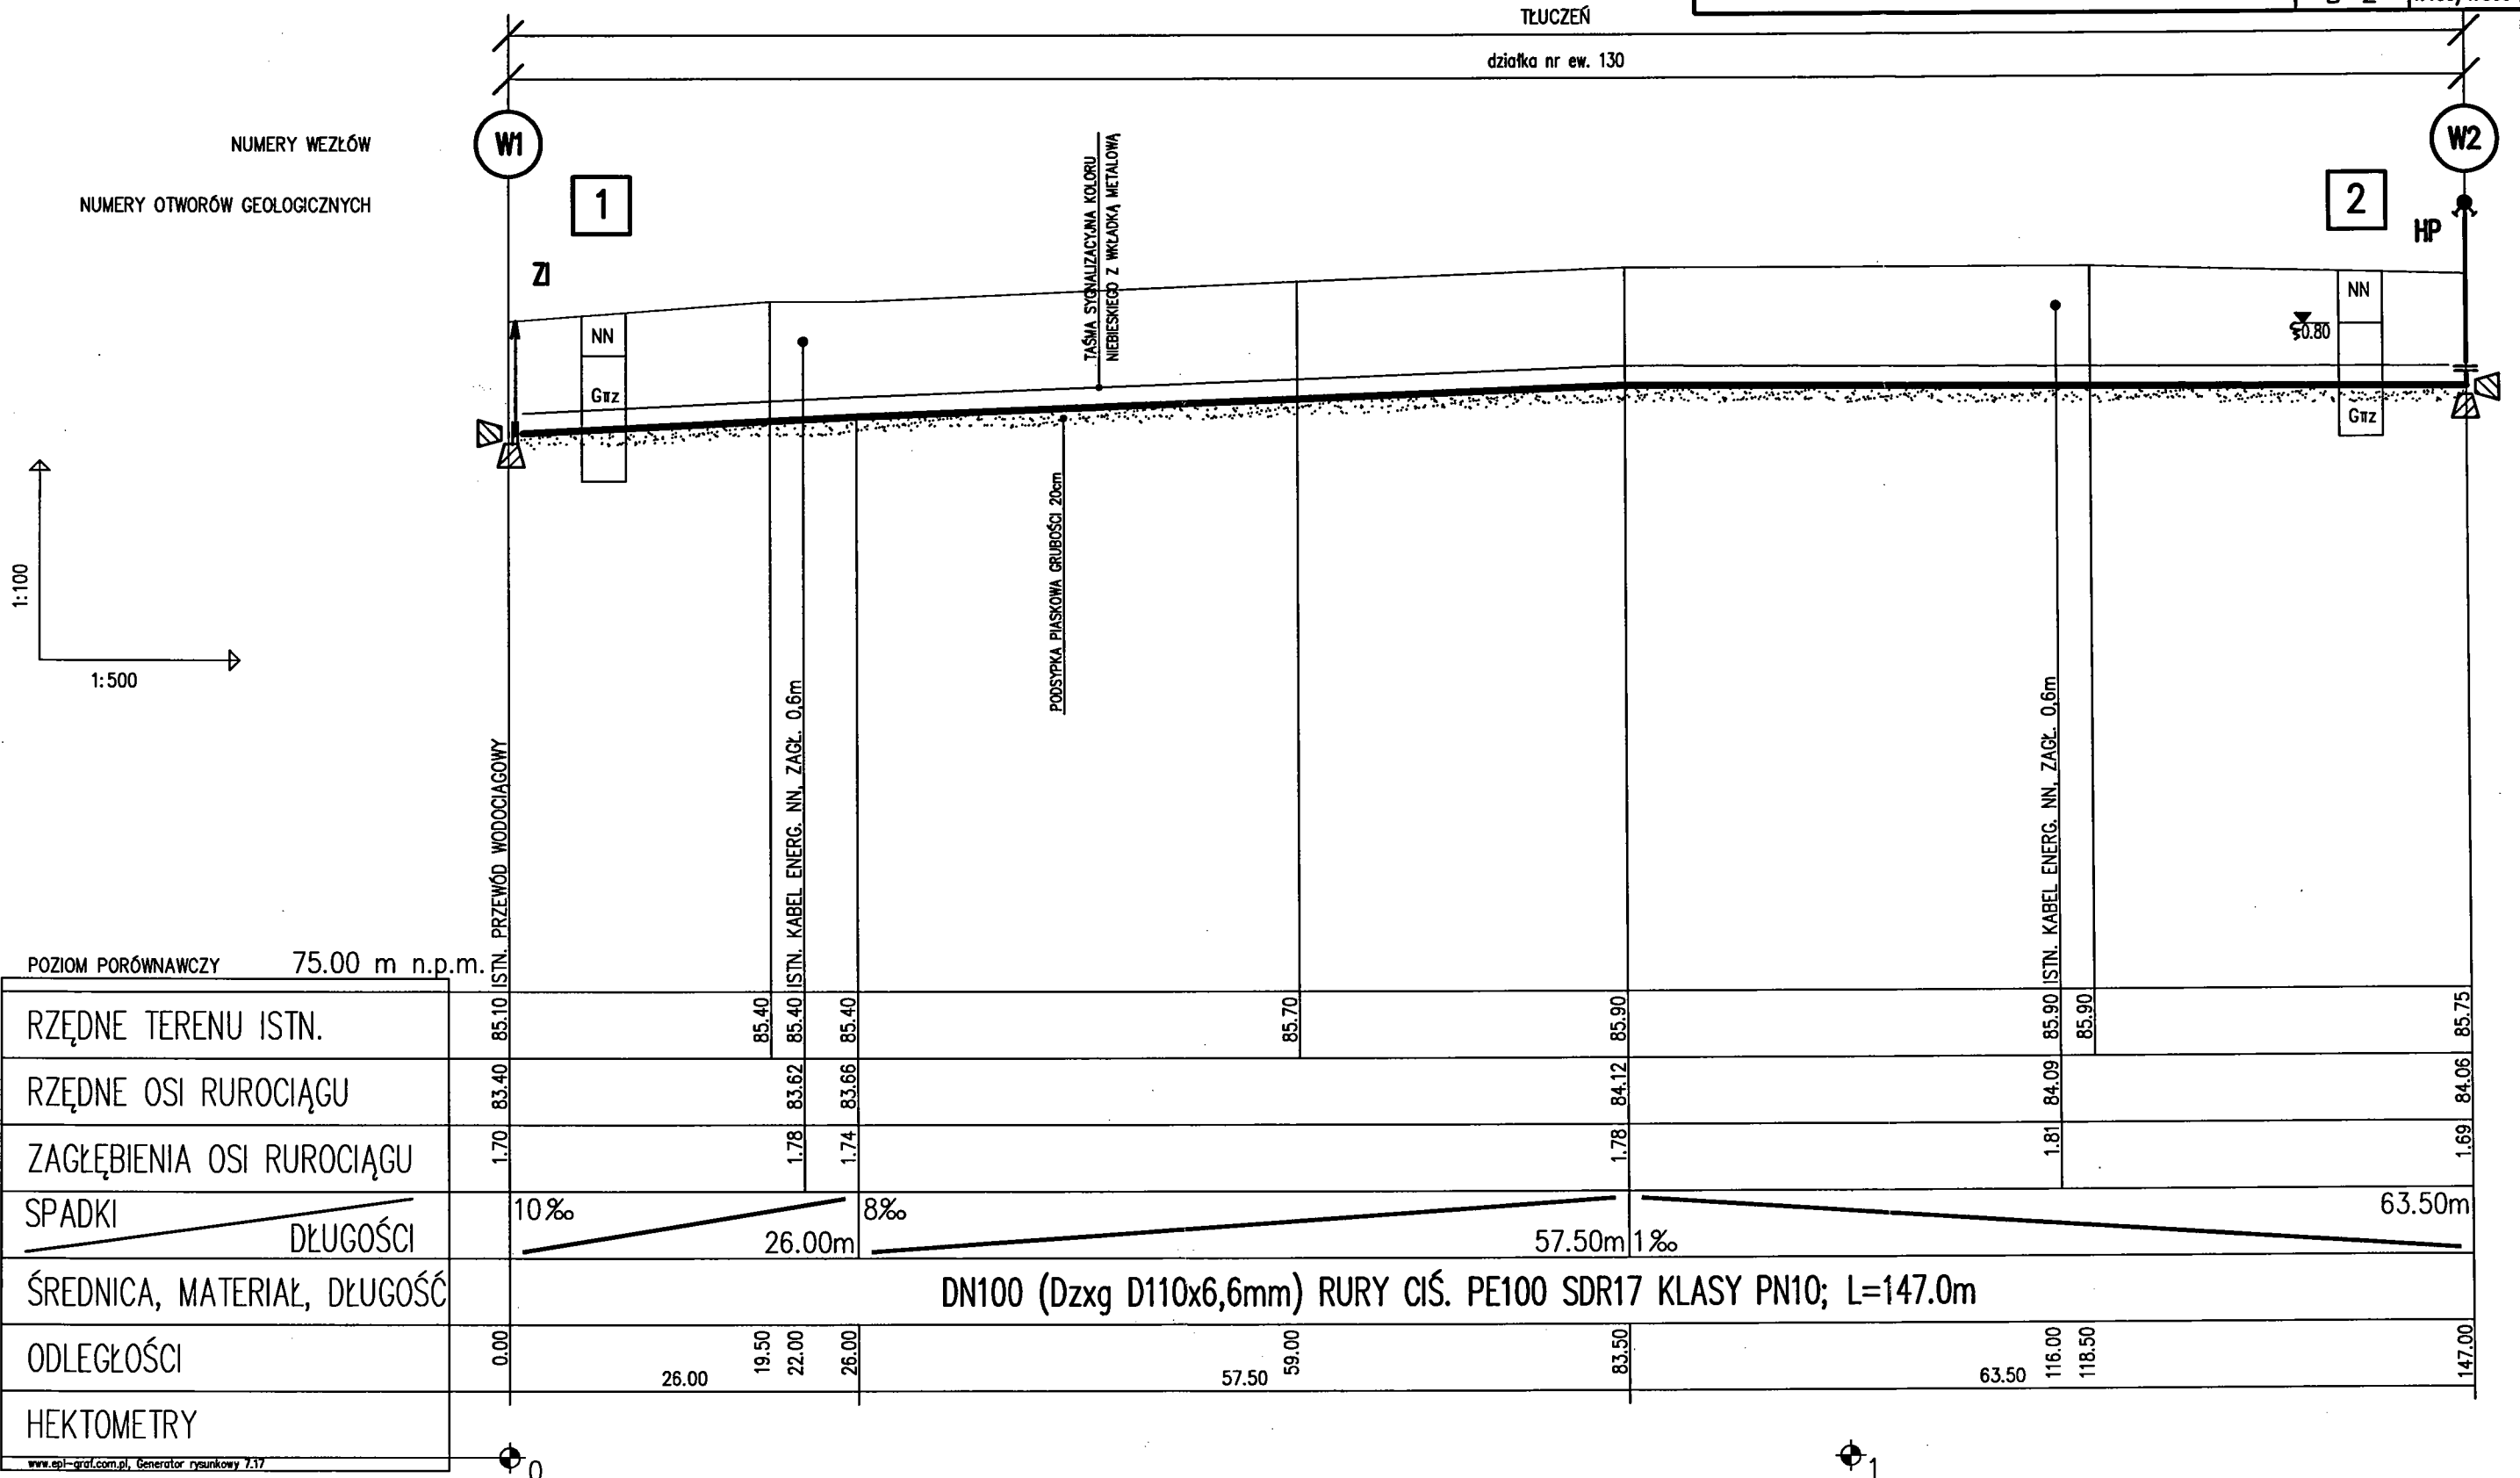 TŁUCZEŃ
działka nr ew. 130
NUMERY WEZŁÓW
W1
W2
NUMERY OTWORÓW GEOLOGICZNYCH
1
2
HP
ZI
TAŚMA SYGNALIZACYJNA KOLORU
NIEBIESKIEGO Z WKŁADKĄ METALOWĄ
NN
Gπz
NN
0.80
Gπz
PODSYPKA PIASKOWA GRUBOŚCI 20cm
1:100
1:500
ISTN. PRZEWÓD WODOCIĄGOWY
ISTN. KABEL ENERG. NN, ZAGŁ. 0,6m
ISTN. KABEL ENERG. NN, ZAGŁ. 0,6m
POZIOM PORÓWNAWCZY 75.00 m n.p.m.
RZĘDNE TERENU ISTN. 85.10 85.40 85.40 85.40 85.70 85.90 85.90 85.90 85.75
RZĘDNE OSI RUROCIĄGU 83.40 83.62 83.66 84.12 84.09 84.06
ZAGŁĘBIENIA OSI RUROCIĄGU 1.70 1.78 1.74 1.78 1.81 1.69
SPADKI 10‰ 8‰ 63.50m
DŁUGOŚCI 26.00m 57.50m 1‰
ŚREDNICA, MATERIAŁ, DŁUGOŚĆ DN100 (Dzxg D110x6,6mm) RURY CIŚ. PE100 SDR17 KLASY PN10; L=147.0m
ODLEGŁOŚCI 0.00 19.50 22.00 26.00 59.00 83.50 116.00 118.50 147.00
26.00 57.50 63.50
HEKTOMETRY
www.epi-graf.com.pl, Generator rysunkowy 7.17
0 1